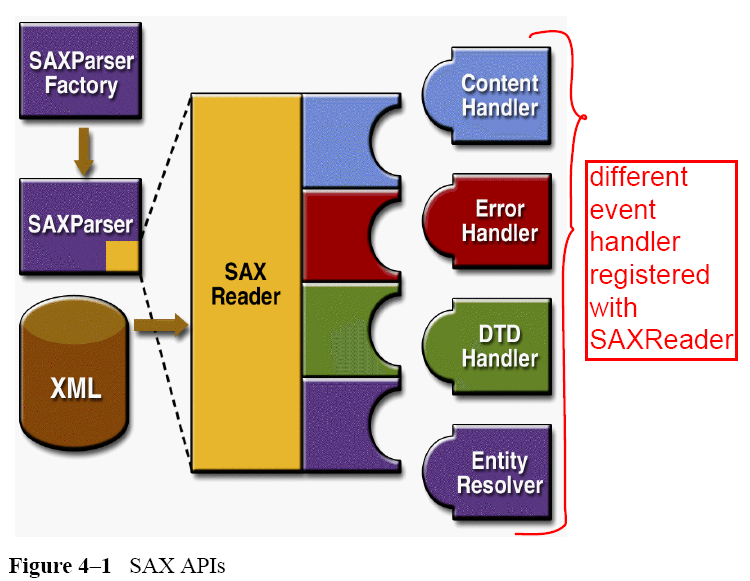 SAXParser
Factory
SAXParser
XML
SAX
Reader
Content
Handler
Error
Handler
DTD
Handler
Entity
Resolver
different
event
handler
registered
with
SAXReader
Figure 4–1 SAX APIs